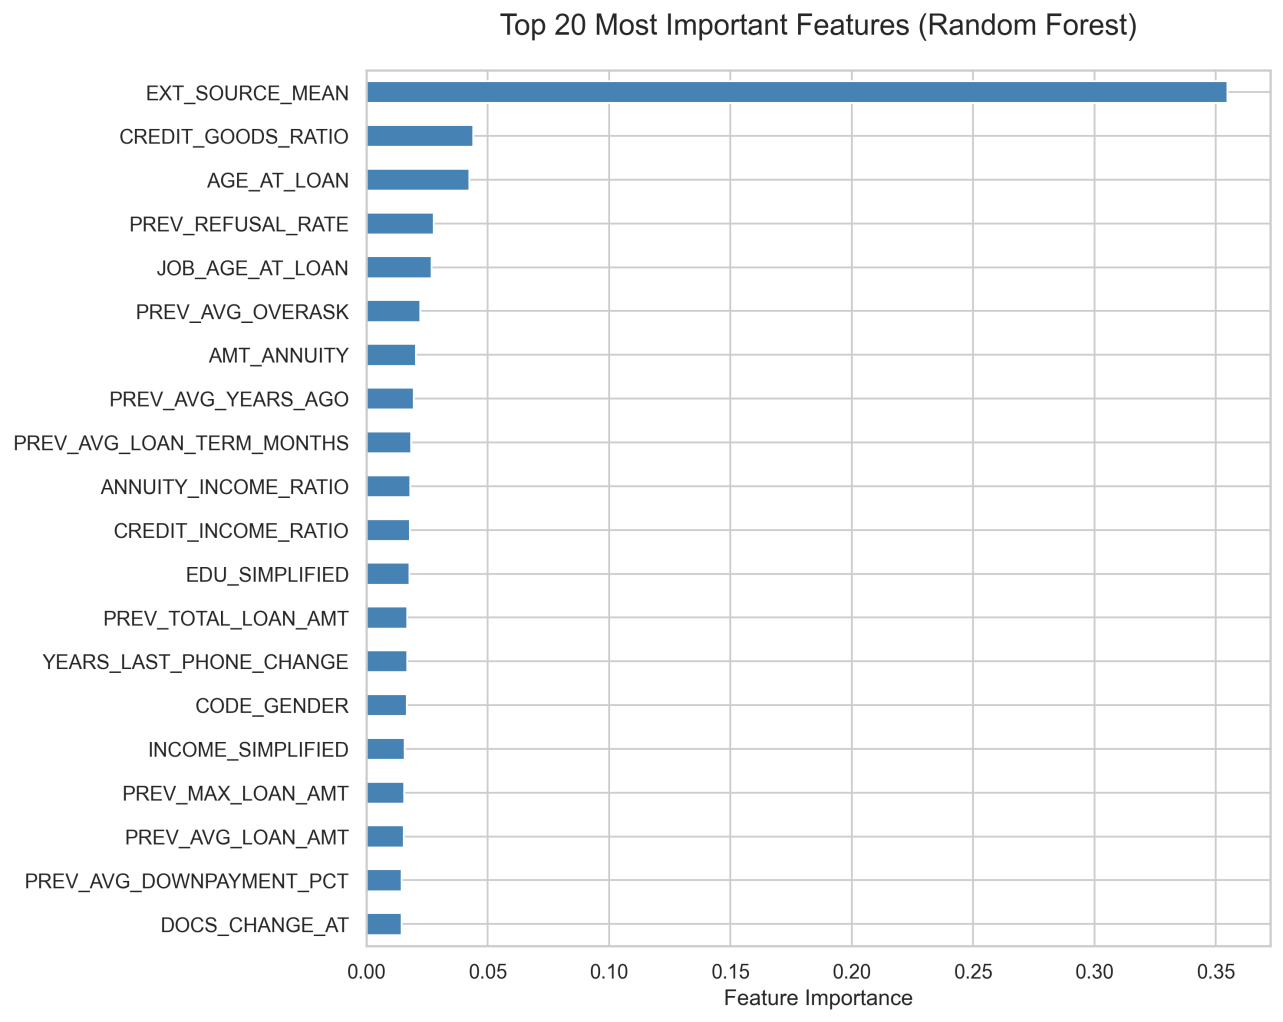 Top 20 Most Important Features (Random Forest)
EXT_SOURCE_MEAN
CREDIT_GOODS_RATIO
AGE_AT_LOAN
PREV_REFUSAL_RATE
JOB_AGE_AT_LOAN
PREV_AVG_OVERASK
AMT_ANNUITY
PREV_AVG_YEARS_AGO
PREV_AVG_LOAN_TERM_MONTHS
ANNUITY_INCOME_RATIO
CREDIT_INCOME_RATIO
EDU_SIMPLIFIED
PREV_TOTAL_LOAN_AMT
YEARS_LAST_PHONE_CHANGE
CODE_GENDER
INCOME_SIMPLIFIED
PREV_MAX_LOAN_AMT
PREV_AVG_LOAN_AMT
PREV_AVG_DOWNPAYMENT_PCT
DOCS_CHANGE_AT
0.00 0.05 0.10 0.15 0.20 0.25 0.30 0.35
Feature Importance